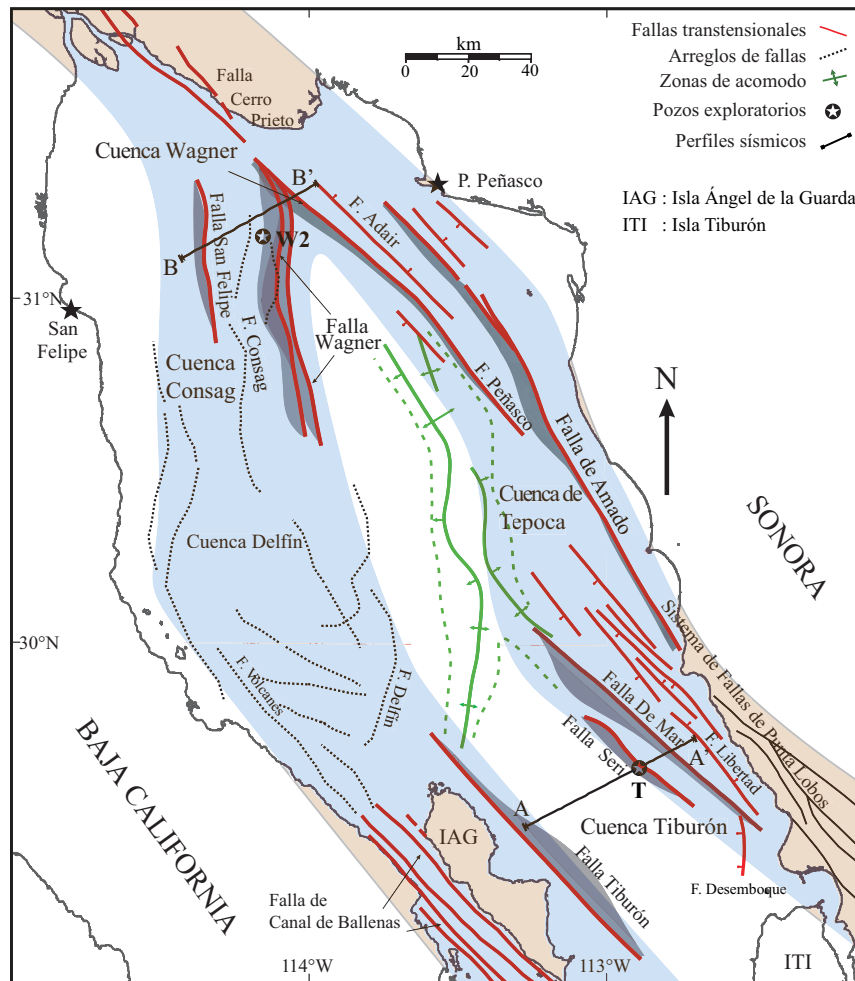 km
0 20 40
Fallas transtensionales
Arreglos de fallas
Zonas de acomodo
Pozos exploratorios
Perfiles sísmicos
IAG : Isla Ángel de la Guarda
ITI : Isla Tiburón
Falla
Cerro
Prieto
Cuenca Wagner
B'
P. Peñasco
F. Adair
Falla San Felipe
W2
B
31°N
San
Felipe
Falla
Wagner
F. Consag
Cuenca
Consag
F. Peñasco
N
Falla de Amado
Cuenca de
Tepoca
SONORA
Cuenca Delfín
30°N
Sistema de Fallas de Punta Lobos
F. Volcanés
F. Delfín
Falla De Mar
Falla Seri
F. Libertad
A'
T
BAJA CALIFORNIA
A
IAG
Cuenca Tiburón
Falla Tiburón
F. Desemboque
Falla de
Canal de Ballenas
114°W
113°W
ITI